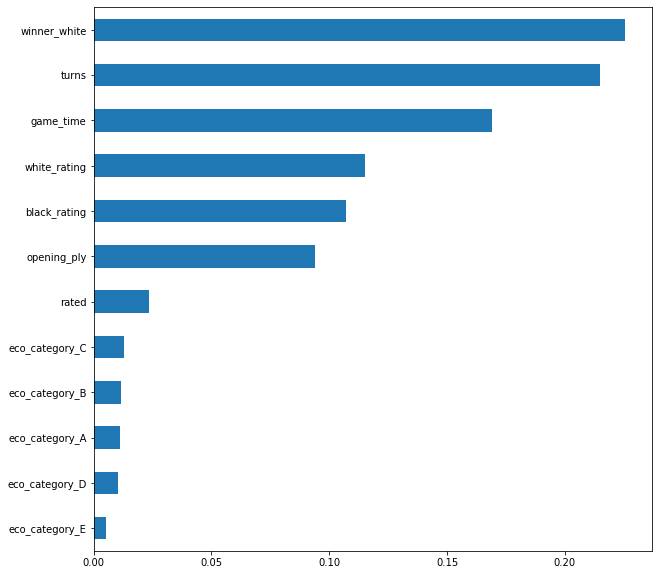 winner_white
turns
game_time
white_rating
black_rating
opening_ply
rated
eco_category_C
eco_category_B
eco_category_A
eco_category_D
eco_category_E
0.00 0.05 0.10 0.15 0.20